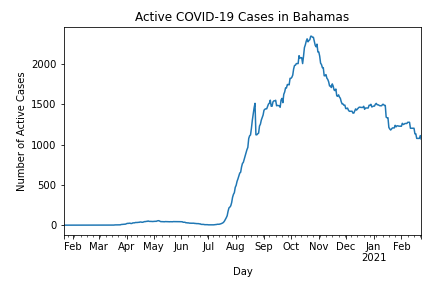 Active COVID-19 Cases in Bahamas
Number of Active Cases
2000
1500
1000
500
0
Feb Mar Apr May Jun Jul Aug Sep Oct Nov Dec Jan Feb
2021
Day